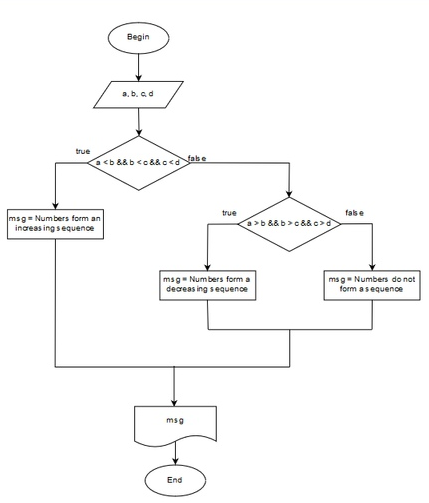 Begin
a, b, c, d
true
false
a < b && b < c && c < d
msg = Numbers form an
increasing sequence
true
false
a > b && b > c && c > d
msg = Numbers form a
decreasing sequence
msg = Numbers do not
form a sequence
msg
End